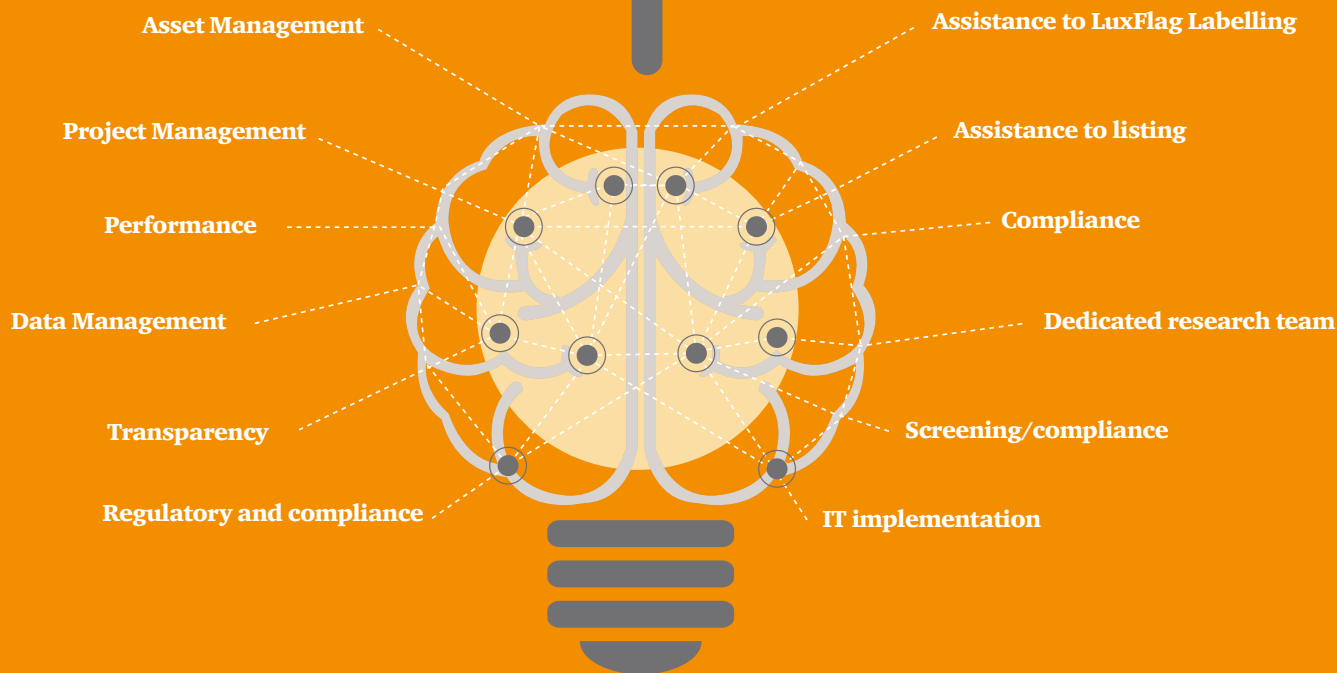 Asset Management
Assistance to LuxFlag Labelling
Project Management
Assistance to listing
Performance
Compliance
Data Management
Dedicated research team
Transparency
Screening/compliance
Regulatory and compliance
IT implementation